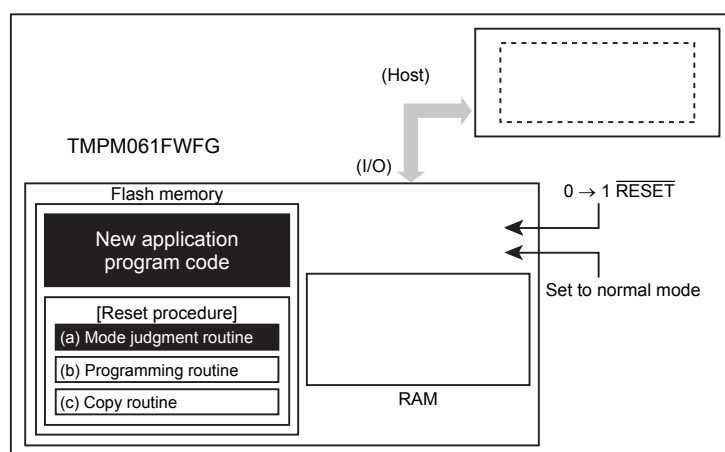 (Host)
TMPM061FWFG
(I/O)
Flash memory
0 → 1 RESET
New application
program code
Set to normal mode
[Reset procedure]
(a) Mode judgment routine
(b) Programming routine
(c) Copy routine
RAM